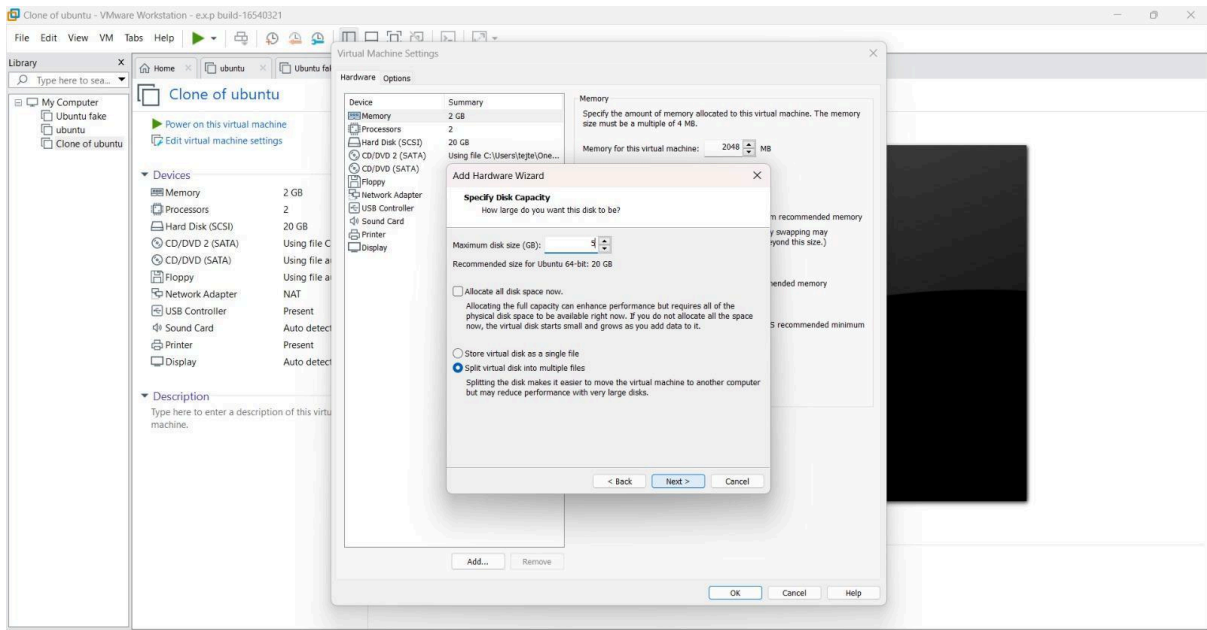 Clone of ubuntu - VMware Workstation - e.x.p build-16540321
File Edit View VM Tabs Help
Library X
Type here to sea...
My Computer
Ubuntu fake
ubuntu
Clone of ubuntu
Home
ubuntu
Ubuntu fal
Clone of ubuntu
Power on this virtual machine
Edit virtual machine settings
Devices
Memory 2 GB
Processors 2
Hard Disk (SCSI) 20 GB
CD/DVD 2 (SATA) Using file C
CD/DVD (SATA) Using file a
Floppy Using file a
Network Adapter NAT
USB Controller Present
Sound Card Auto detect
Printer Present
Display Auto detect
Description
Type here to enter a description of this virtu
machine.
Virtual Machine Settings
Hardware Options
Device Summary
Memory 2 GB
Processors 2
Hard Disk (SCSI) 20 GB
CD/DVD 2 (SATA) Using file C:\Users\tejte\One...
CD/DVD (SATA)
Floppy
Network Adapter
USB Controller
Sound Card
Printer
Display
Memory
Specify the amount of memory allocated to this virtual machine. The memory
size must be a multiple of 4 MB.
Memory for this virtual machine: 2048 MB
m recommended memory
y swapping may
eyond this size.)
ended memory
S recommended minimum
Add Hardware Wizard
Specify Disk Capacity
How large do you want this disk to be?
Maximum disk size (GB): 5
Recommended size for Ubuntu 64-bit: 20 GB
Allocate all disk space now.
Allocating the full capacity can enhance performance but requires all of the
physical disk space to be available right now. If you do not allocate all the space
now, the virtual disk starts small and grows as you add data to it.
Store virtual disk as a single file
Split virtual disk into multiple files
Splitting the disk makes it easier to move the virtual machine to another computer
but may reduce performance with very large disks.
< Back Next > Cancel
Add... Remove
OK Cancel Help